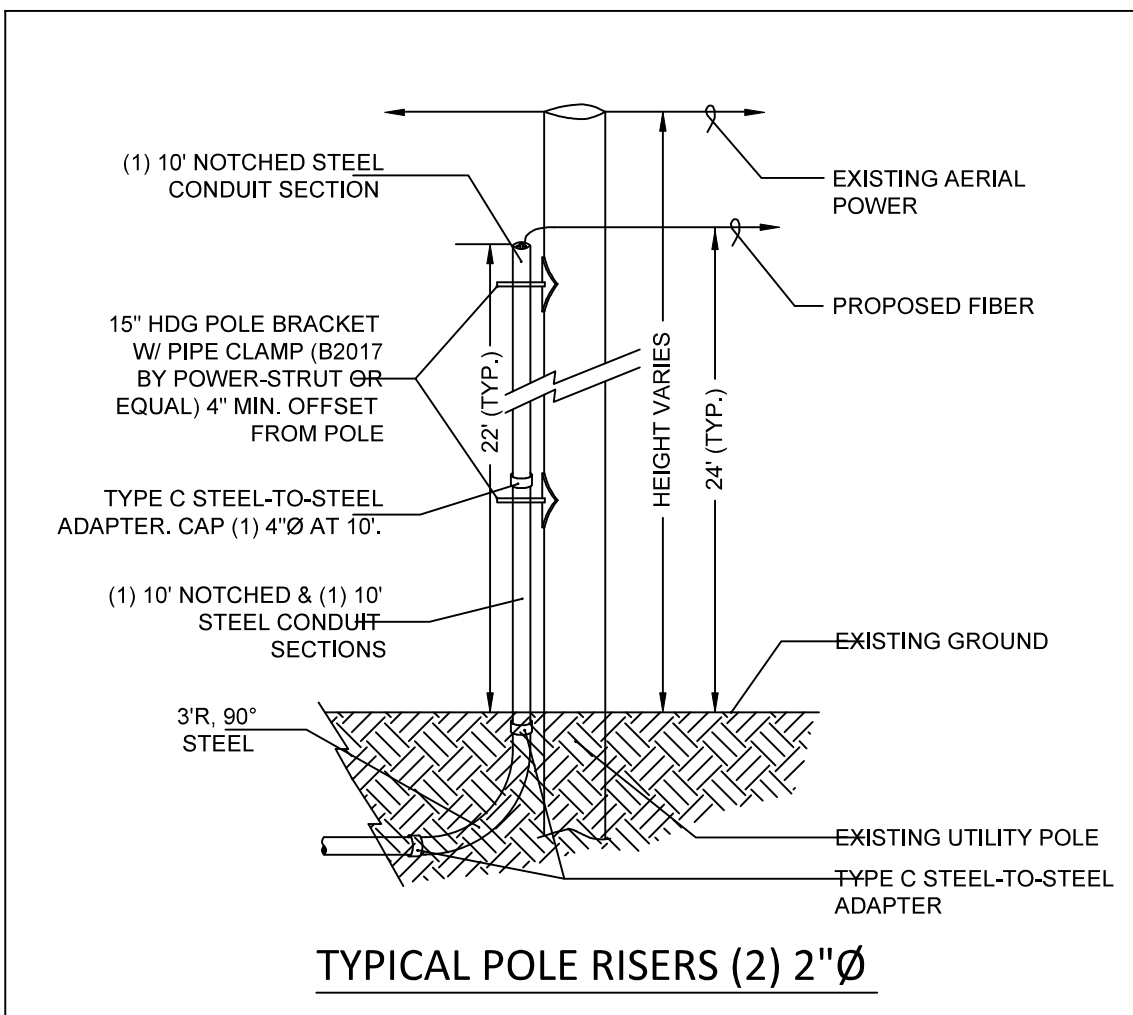 (1) 10' NOTCHED STEEL
CONDUIT SECTION
EXISTING AERIAL
POWER
PROPOSED FIBER
15" HDG POLE BRACKET
W/ PIPE CLAMP (B2017
BY POWER-STRUT OR
EQUAL) 4" MIN. OFFSET
FROM POLE
22' (TYP.)
HEIGHT VARIES
24' (TYP.)
TYPE C STEEL-TO-STEEL
ADAPTER. CAP (1) 4"Ø AT 10'.
(1) 10' NOTCHED & (1) 10'
STEEL CONDUIT
SECTIONS
EXISTING GROUND
3'R, 90°
STEEL
EXISTING UTILITY POLE
TYPE C STEEL-TO-STEEL
ADAPTER
TYPICAL POLE RISERS (2) 2"Ø